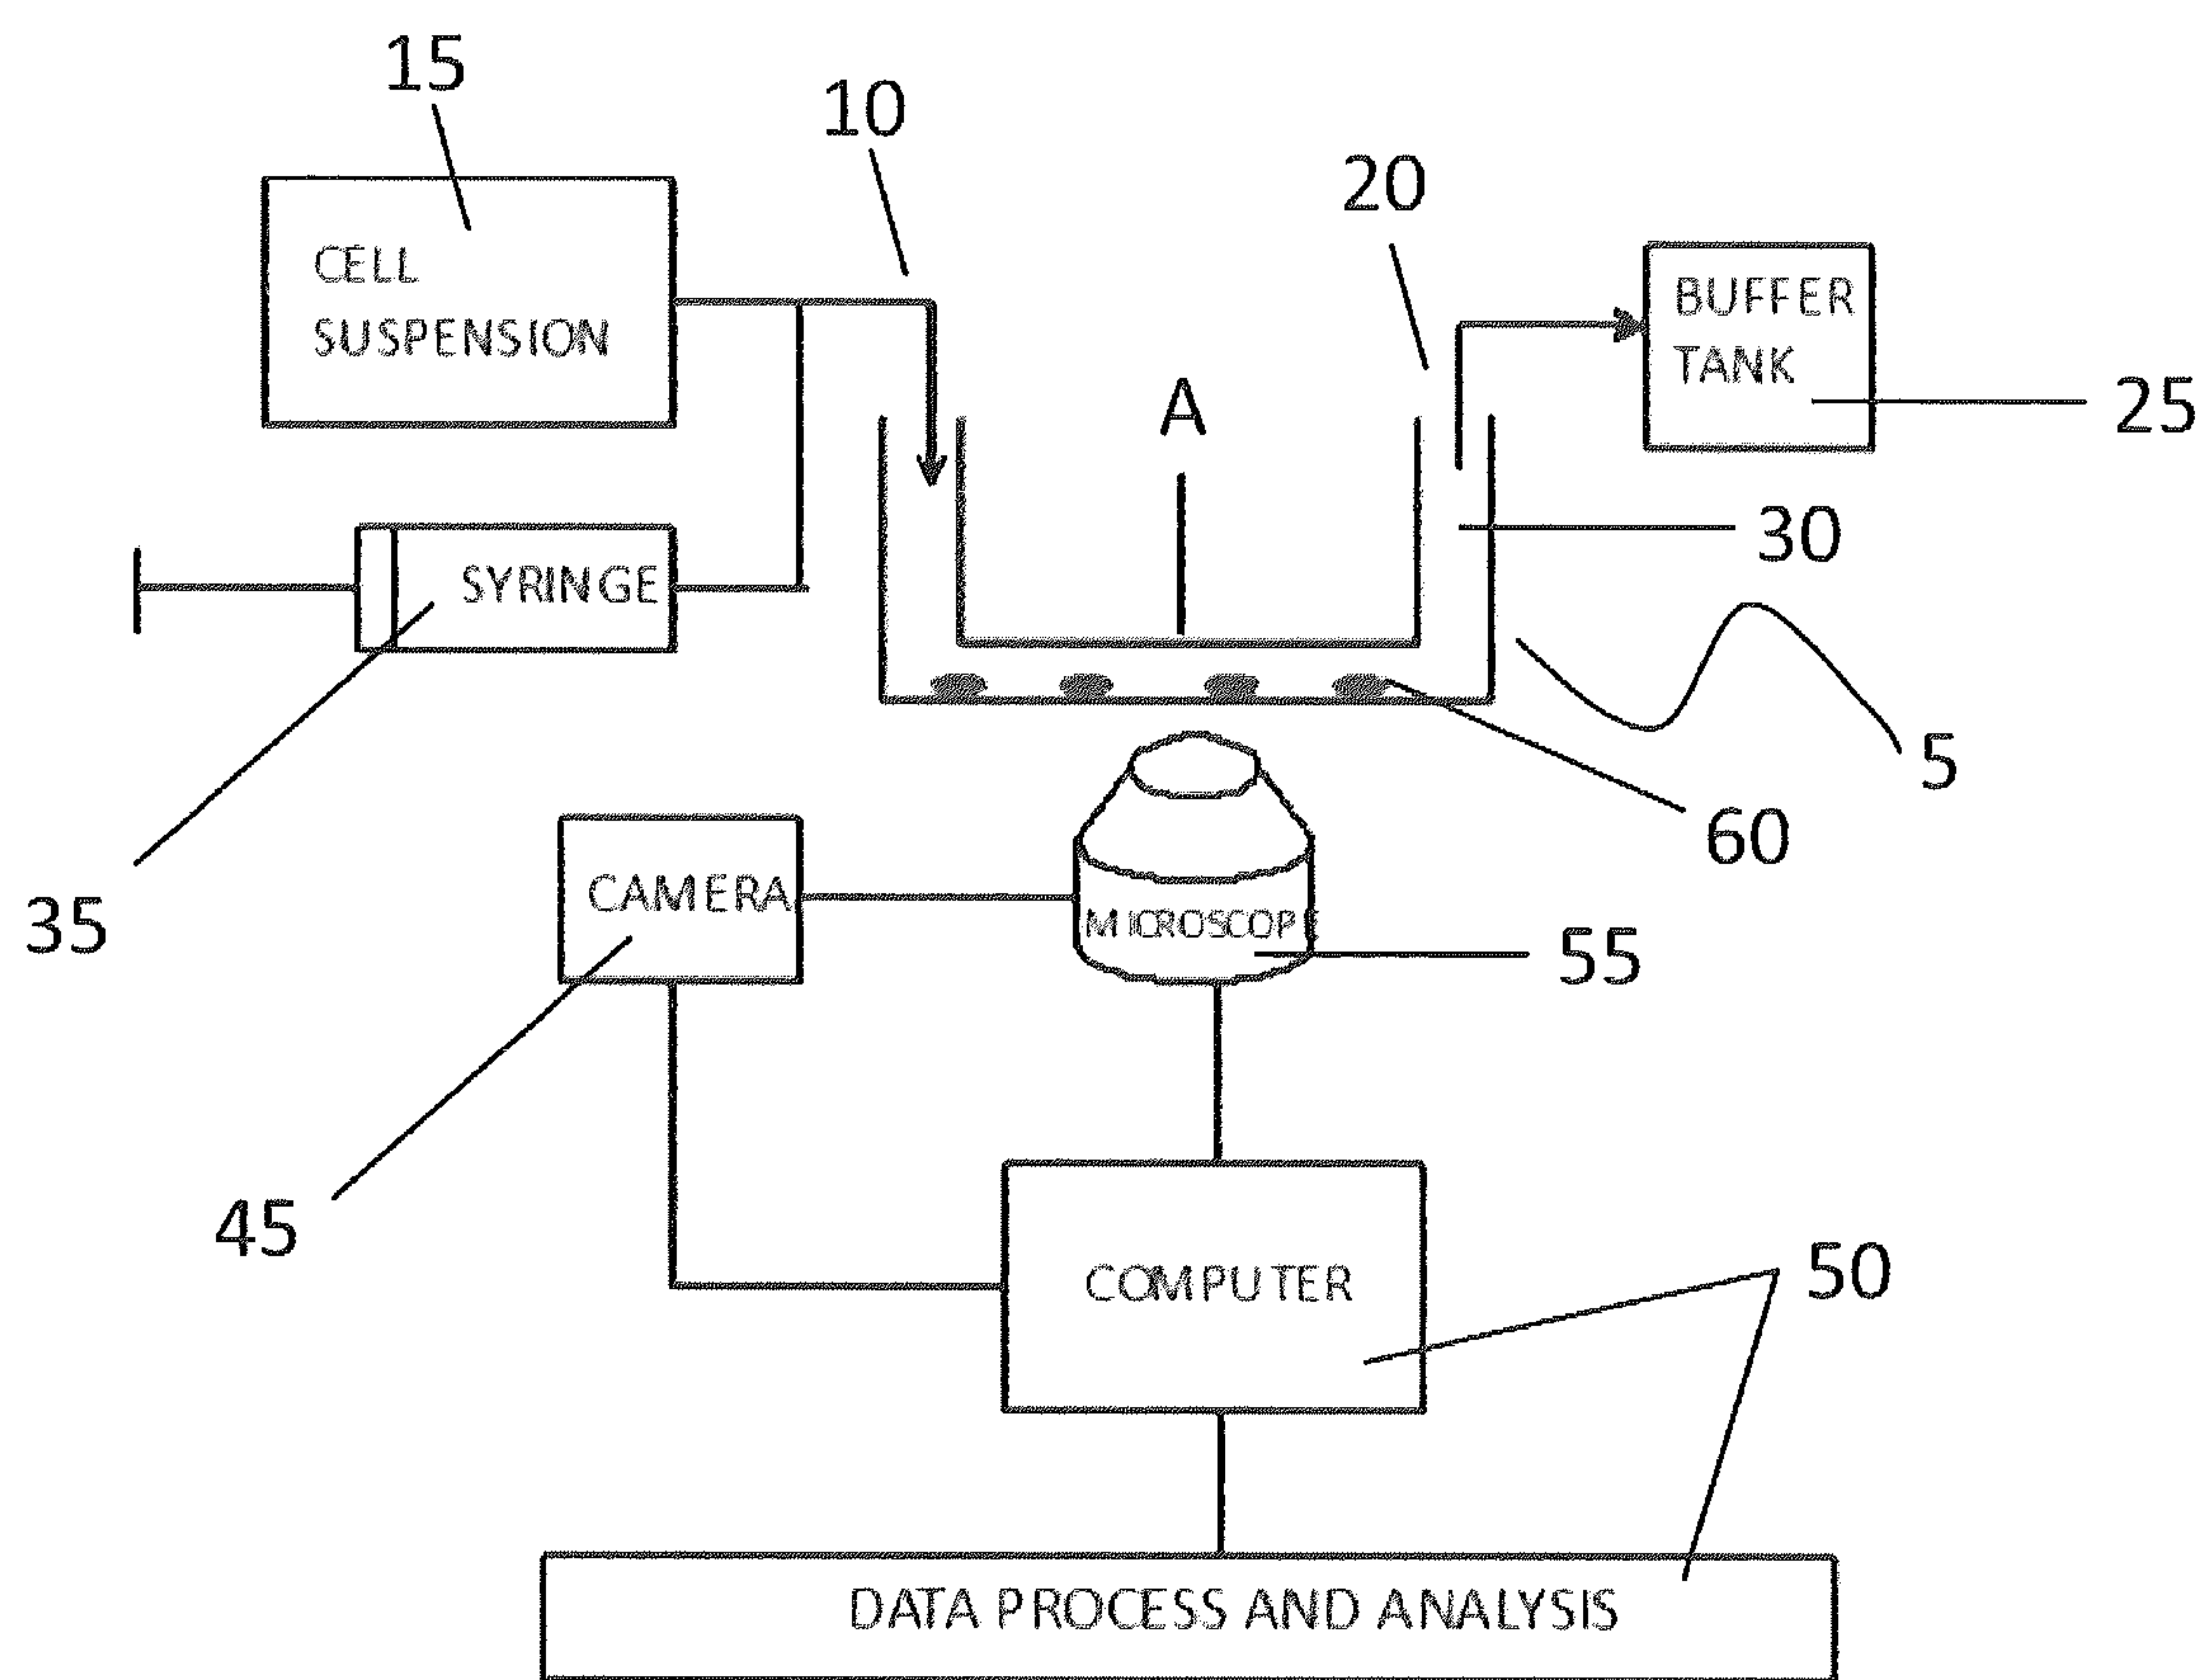 15
10
20
CELL
SUSPENSION
BUFFER
TANK
25
A
30
SYRINGE
5
60
35
CAMERA
MICROSCOPE
55
45
COMPUTER
50
DATA PROCESS AND ANALYSIS